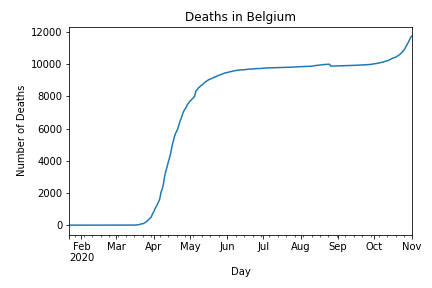 Deaths in Belgium
12000
10000
8000
6000
4000
2000
0
Number of Deaths
Feb Mar Apr May Jun Jul Aug Sep Oct Nov
2020
Day